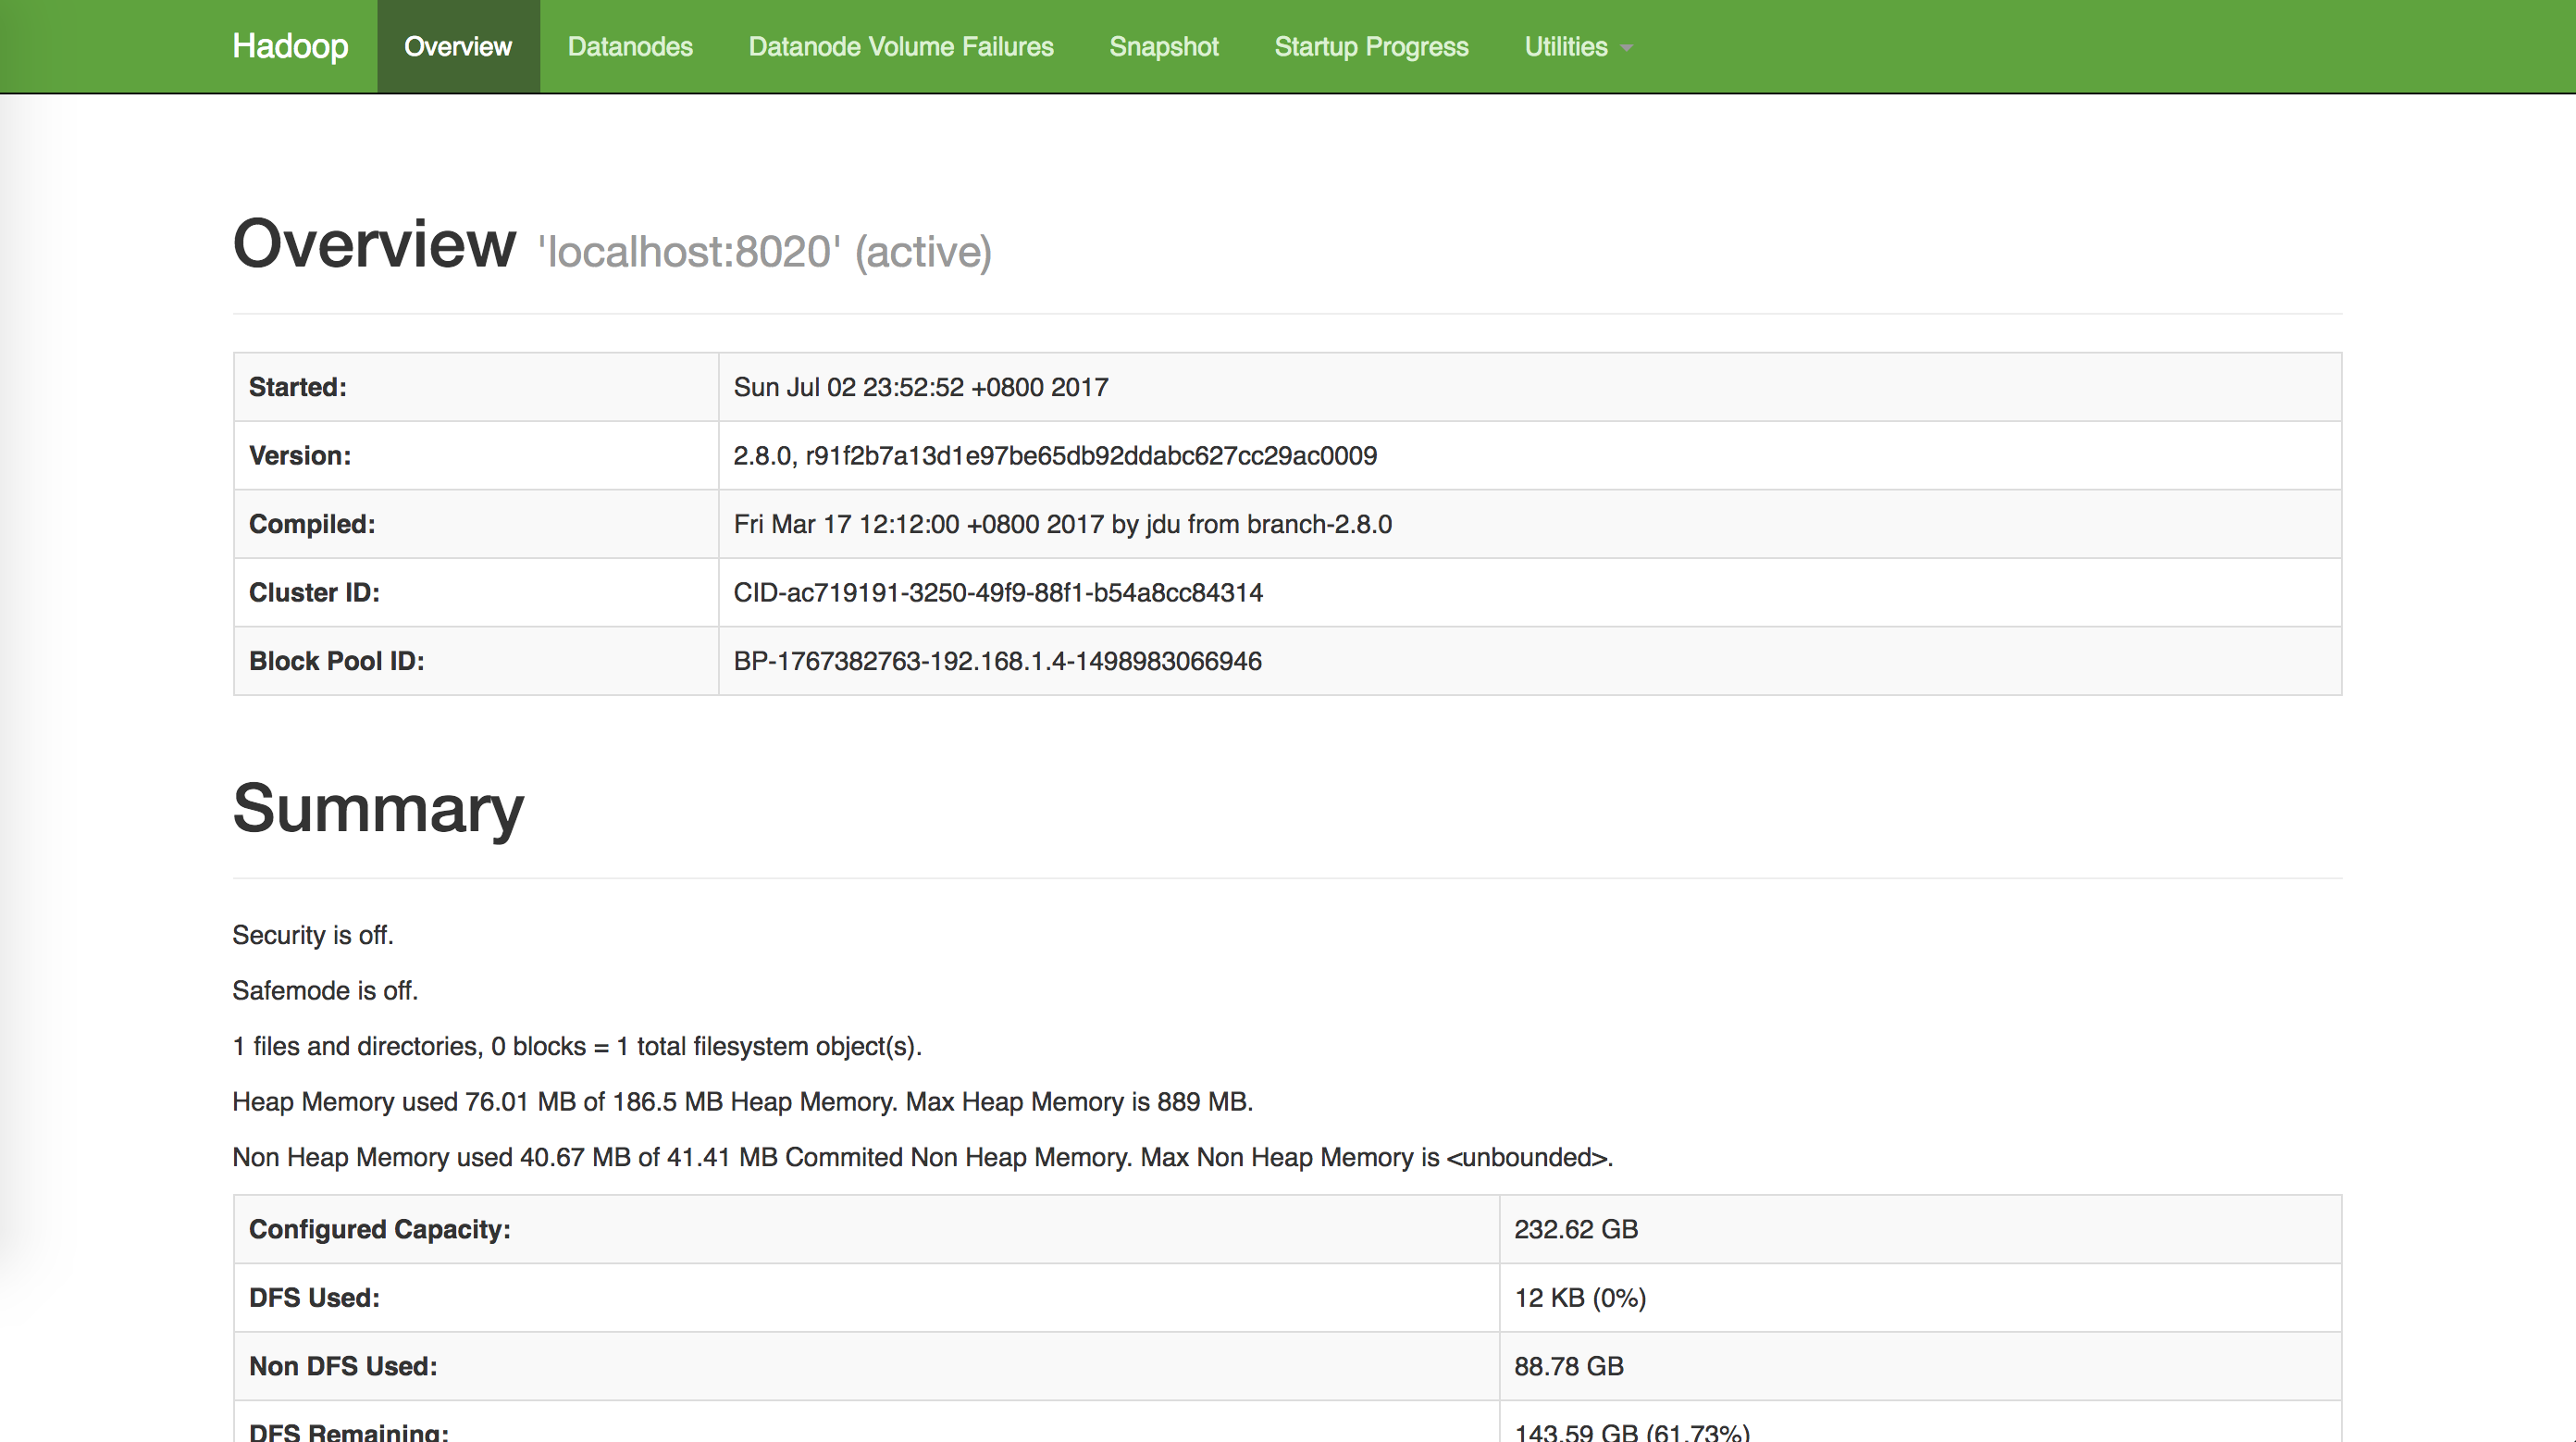 Hadoop Overview Datanodes Datanode Volume Failures Snapshot Startup Progress Utilities
Overview 'localhost:8020' (active)
Started: Sun Jul 02 23:52:52 +0800 2017
Version: 2.8.0, r91f2b7a13d1e97be65db92ddabc627cc29ac0009
Compiled: Fri Mar 17 12:12:00 +0800 2017 by jdu from branch-2.8.0
Cluster ID: CID-ac719191-3250-49f9-88f1-b54a8cc84314
Block Pool ID: BP-1767382763-192.168.1.4-1498983066946
Summary
Security is off.
Safemode is off.
1 files and directories, 0 blocks = 1 total filesystem object(s).
Heap Memory used 76.01 MB of 186.5 MB Heap Memory. Max Heap Memory is 889 MB.
Non Heap Memory used 40.67 MB of 41.41 MB Commited Non Heap Memory. Max Non Heap Memory is <unbounded>.
Configured Capacity: 232.62 GB
DFS Used: 12 KB (0%)
Non DFS Used: 88.78 GB
DFS Remaining: 143.59 GB (61.73%)